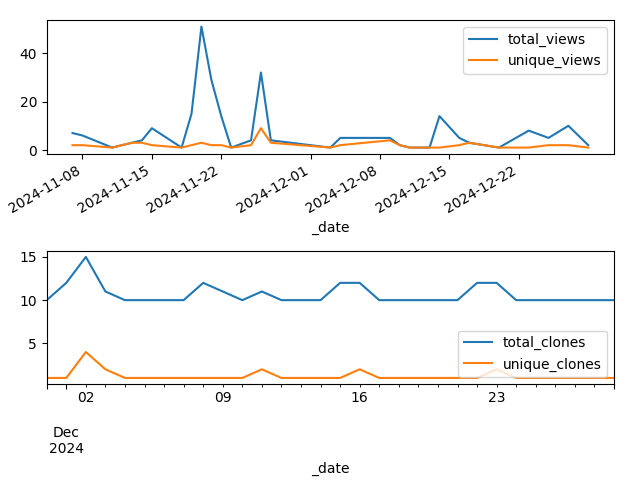 40
20
0
total_views
unique_views
2024-11-08
2024-11-15
2024-11-22
2024-12-01
2024-12-08
2024-12-15
2024-12-22
_date
15
10
5
total_clones
unique_clones
02
09
16
23
Dec
2024
_date